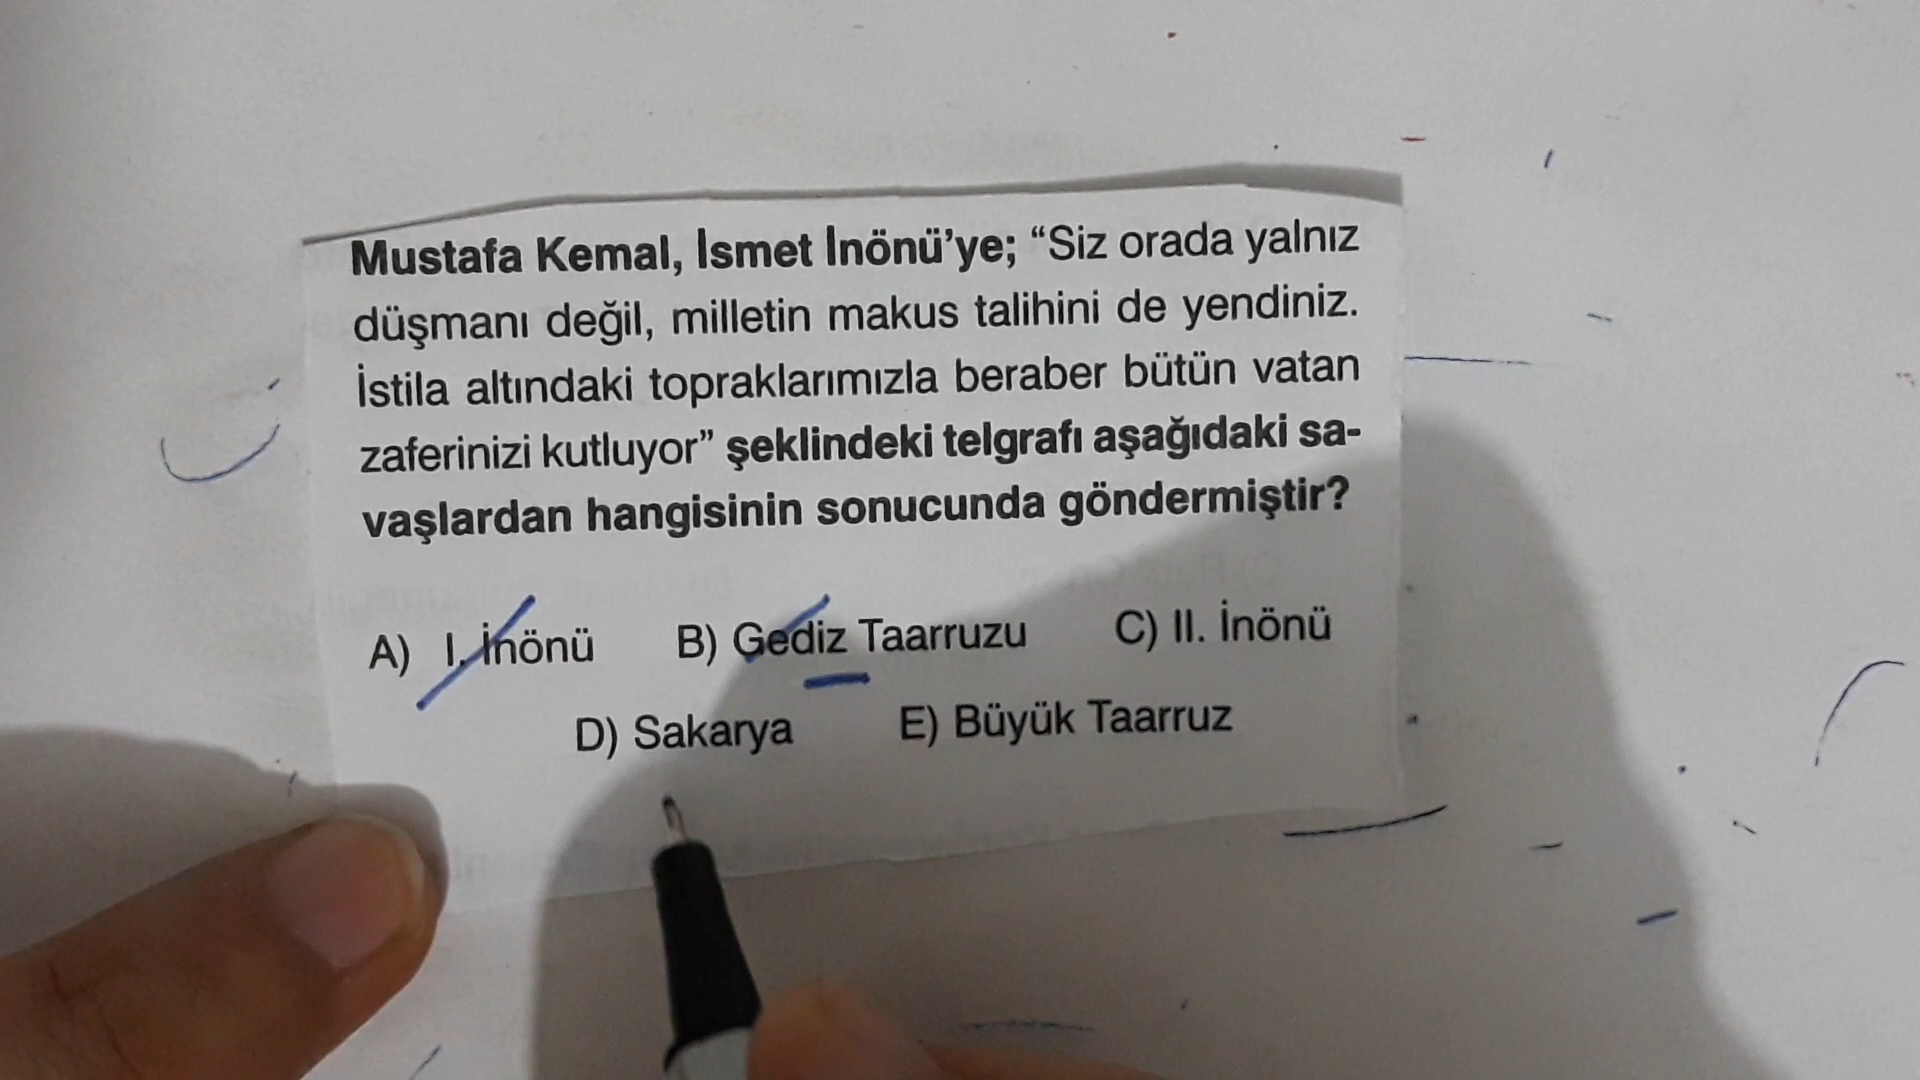 Mustafa Kemal, İsmet İnönü’ye; “Siz orada yalnız
düşmanı değil, milletin makus talihini de yendiniz.
İstila altındaki topraklarımızla beraber bütün vatan
zaferinizi kutluyor” şeklindeki telgrafı aşağıdaki sa-
vaşlardan hangisinin sonucunda göndermiştir?
A) I. İnönü B) Gediz Taarruzu C) II. İnönü
D) Sakarya E) Büyük Taarruz